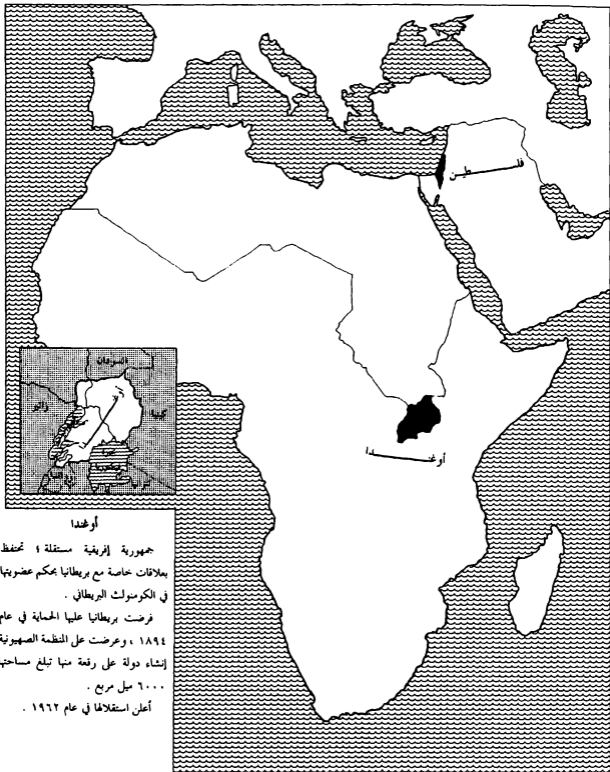 فلسطين
أوغندا
السودان
زائير
كينيا
أوغندا
جمهورية إفريقية مستقلة ؛ تحتفظ
بعلاقات خاصة مع بريطانيا بحكم عضويتها
في الكومنولث البريطاني .
فرضت بريطانيا عليها الحماية في عام
١٨٩٤ ، وعرضت على المنظمة الصهيونية
إنشاء دولة على رقعة منها تبلغ مساحتها
٦٠٠٠ ميل مربع .
أعلن استقلالها في عام ١٩٦٢ .